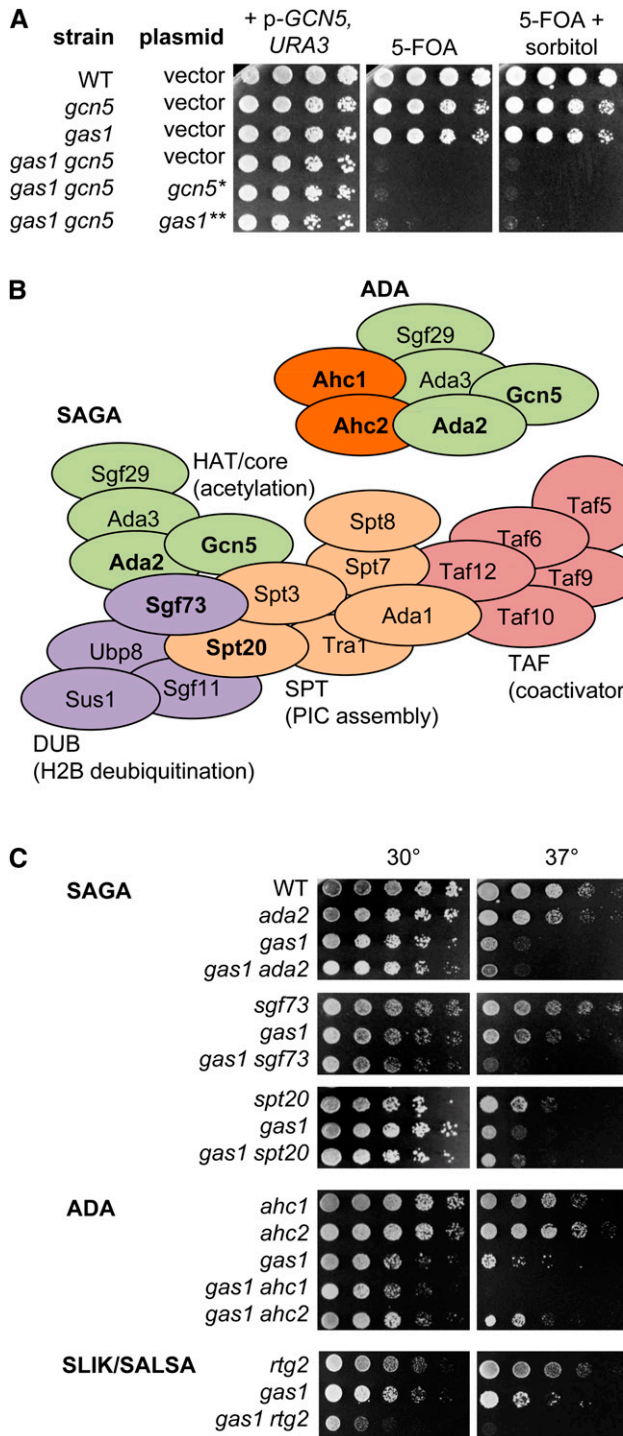 A
strain plasmid
+ p-GCN5, URA3
5-FOA
5-FOA + sorbitol
WT vector
gcn5 vector
gas1 vector
gas1 gcn5 vector
gas1 gcn5 gcn5*
gas1 gcn5 gas1**
B
ADA
Sgf29
Ahc1
Ada3
Gcn5
Ahc2
Ada2
SAGA
Sgf29
HAT/core
(acetylation)
Ada3
Ada2
Gcn5
Sgf73
Spt3
Spt8
Spt7
Ubp8
Spt20
Tra1
Ada1
Sus1
Sgf11
Taf5
Taf6
Taf12
Taf9
Taf10
SPT
(PIC assembly)
TAF
(coactivator
DUB
(H2B deubiquitination)
C
30° 37°
SAGA
WT
ada2
gas1
gas1 ada2
sgf73
gas1
gas1 sgf73
spt20
gas1
gas1 spt20
ADA
ahc1
ahc2
gas1
gas1 ahc1
gas1 ahc2
SLIK/SALSA
rtg2
gas1
gas1 rtg2